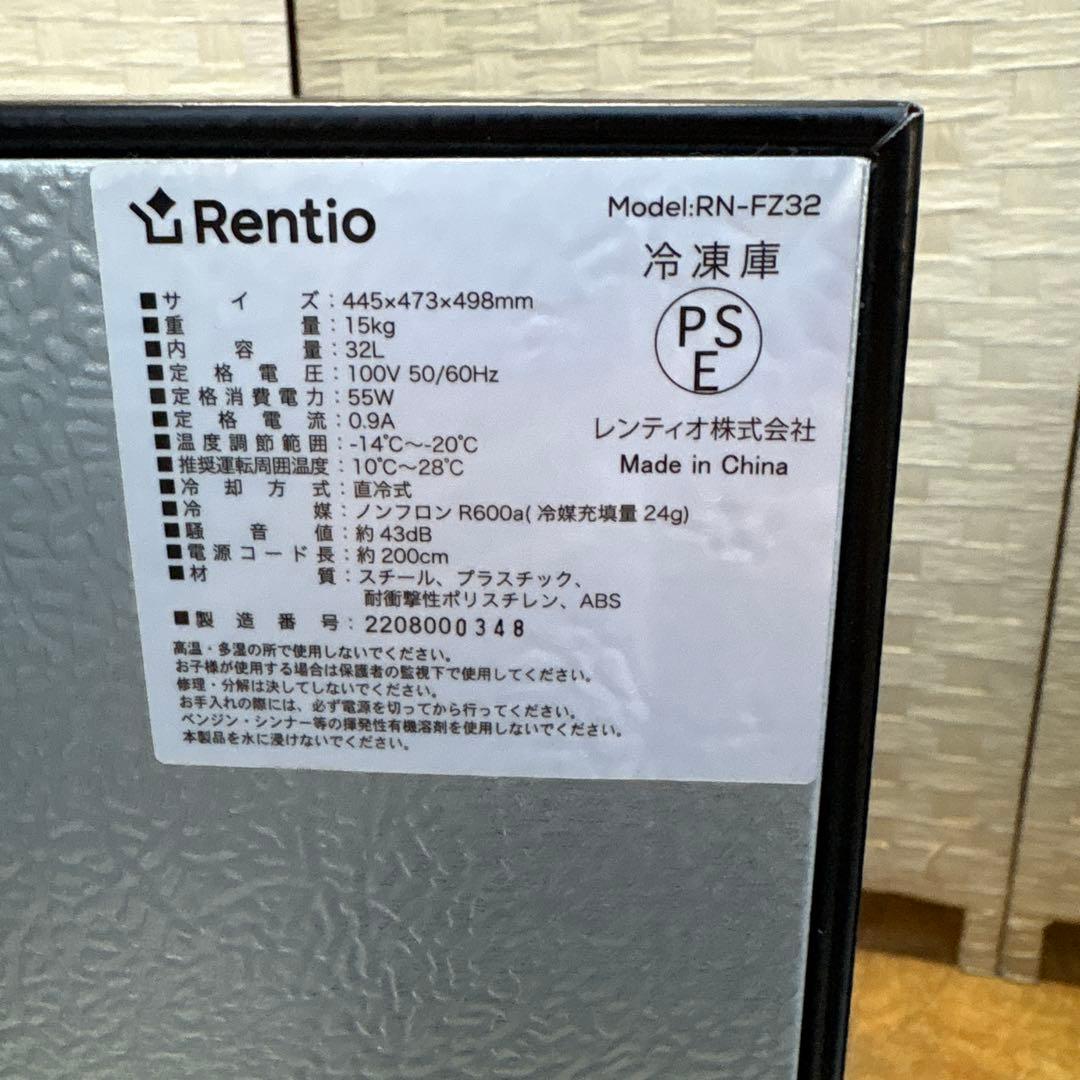 Rentio
Model:RN-FZ32
冷凍庫
PSE
レンティオ株式会社
Made in China
■サイズ:445×473×498mm
■重量:15kg
■内容量:32L
■定格電圧:100V 50/60Hz
■定格消費電力:55W
■定格電流:0.9A
■温度調節範囲:-14℃～-20℃
■推奨運転周囲温度:10℃～28℃
■冷却方式:直冷式
■冷媒:ノンフロン R600a(冷媒充填量 24g)
■騒音値:約 43dB
■電源コード長:約 200cm
■材質:スチール、プラスチック、
耐衝撃性ポリスチレン、ABS
■製造番号:2208000348
高温・多湿の所で使用しないでください。
お子様が使用する場合は保護者の監視下で使用してください。
修理・分解は決してしないでください。
お手入れの際には、必ず電源を切ってから行ってください。
ベンジン・シンナー等の揮発性有機溶剤を使用しないでください。
本製品を水に浸けないでください。